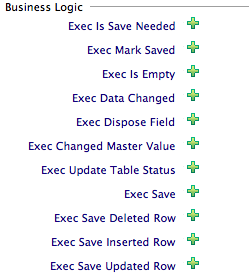 Business Logic
Exec Is Save Needed
Exec Mark Saved
Exec Is Empty
Exec Data Changed
Exec Dispose Field
Exec Changed Master Value
Exec Update Table Status
Exec Save
Exec Save Deleted Row
Exec Save Inserted Row
Exec Save Updated Row